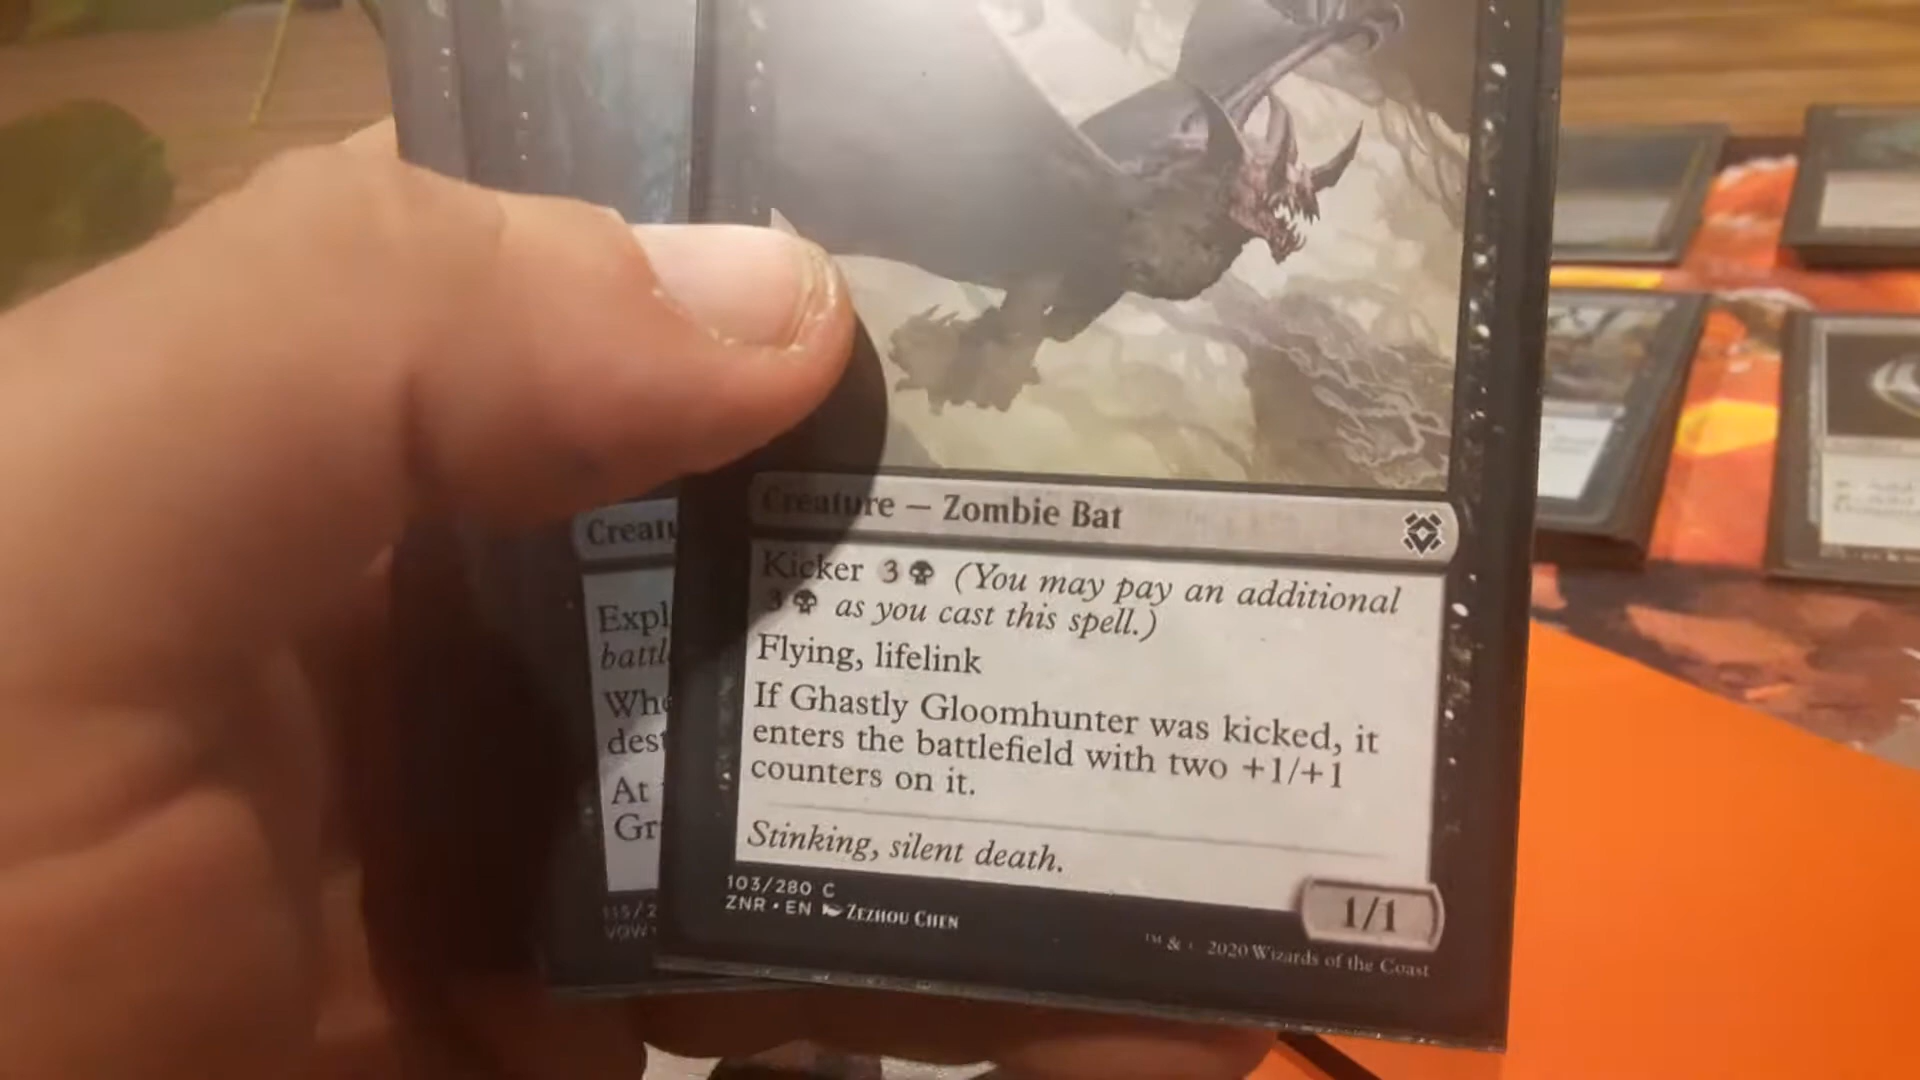 Creature — Zombie Bat
Kicker 3 (You may pay an additional
3 as you cast this spell.)
Flying, lifelink
If Ghastly Gloomhunter was kicked, it
enters the battlefield with two +1/+1
counters on it.
Stinking, silent death.
103/280 C
ZNR • EN Zezhou Chen
1/1
™ & 2020 Wizards of the Coast
Creatu
Expl
battl
Whe
dest
At
Gr
115/2
VOW